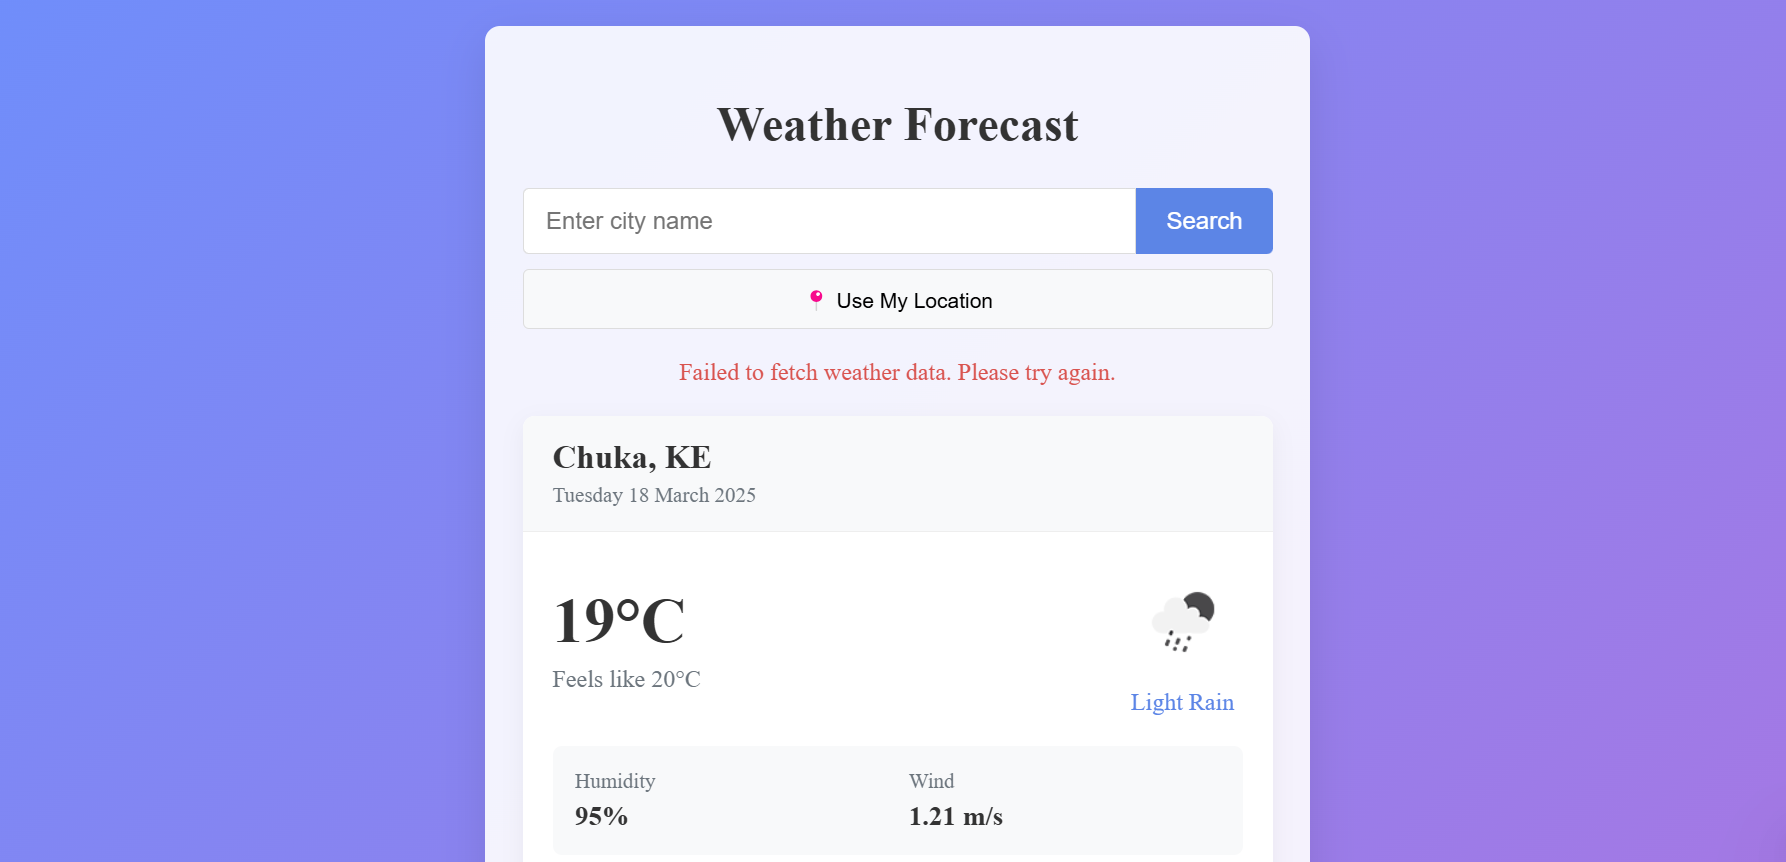 Weather Forecast
Enter city name
Search
Use My Location
Failed to fetch weather data. Please try again.
Chuka, KE
Tuesday 18 March 2025
19°C
Feels like 20°C
Light Rain
Humidity
Wind
95%
1.21 m/s